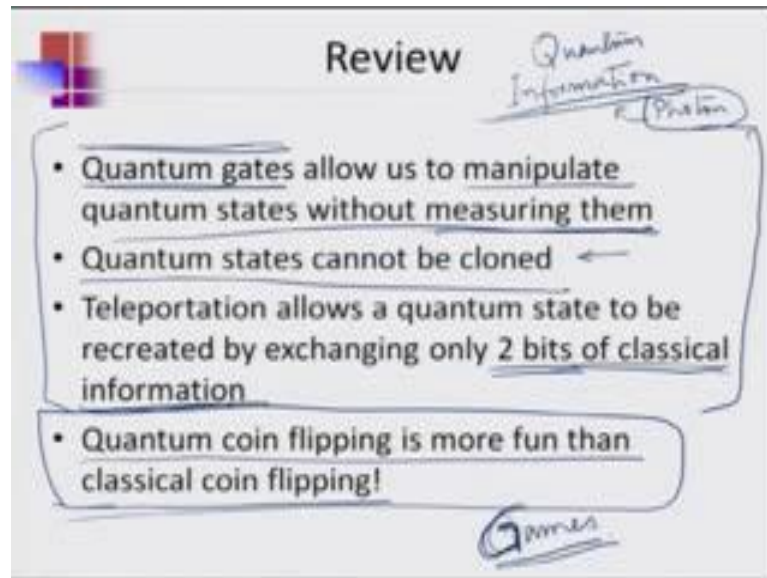 Review
Quantum
Information
Photon
• Quantum gates allow us to manipulate
quantum states without measuring them
• Quantum states cannot be cloned
• Teleportation allows a quantum state to be
recreated by exchanging only 2 bits of classical
information
• Quantum coin flipping is more fun than
classical coin flipping!
Games